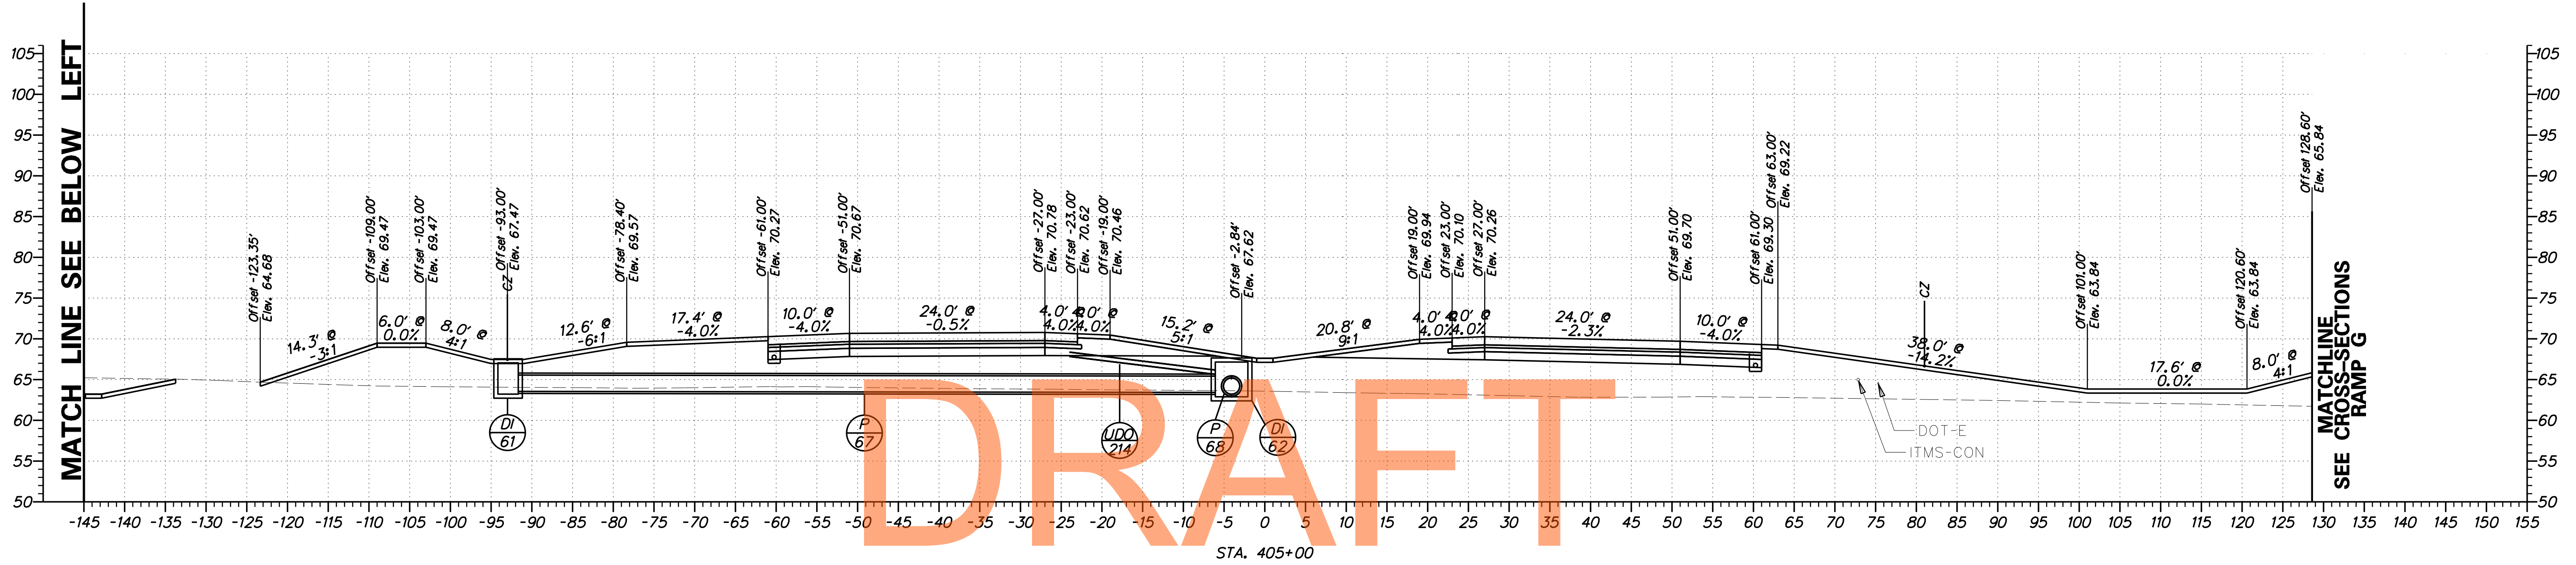 MATCH LINE SEE BELOW LEFT
105
100
95
90
85
80
75
70
65
60
55
50
Offset -123.35'
Elev. 64.68
Offset -109.00'
Elev. 69.47
Offset -103.00'
Elev. 69.47
CZ Offset -93.00'
Elev. 67.47
Offset -78.40'
Elev. 69.57
Offset -61.00'
Elev. 70.27
Offset -51.00'
Elev. 70.67
Offset -27.00'
Elev. 70.78
Offset -23.00'
Elev. 70.62
Offset -19.00'
Elev. 70.46
Offset -2.84'
Elev. 67.62
Offset 19.00'
Elev. 69.94
Offset 23.00'
Elev. 70.10
Offset 27.00'
Elev. 70.26
Offset 51.00'
Elev. 69.70
Offset 61.00'
Elev. 69.30
Offset 63.00'
Elev. 69.22
CZ
Offset 101.00'
Elev. 63.84
Offset 120.60'
Elev. 63.84
Offset 128.60'
Elev. 65.84
14.3' @
-3:1
6.0' @
0.0%
8.0' @
4:1
12.6' @
-6:1
17.4' @
-4.0%
10.0' @
-4.0%
24.0' @
-0.5%
4.0' @
4.0%
4.0' @
4.0%
15.2' @
5:1
20.8' @
9:1
4.0' @
4.0%
4.0' @
4.0%
24.0' @
-2.3%
10.0' @
-4.0%
38.0' @
-14.2%
17.6' @
0.0%
8.0' @
4:1
DI
61
P
67
UDO
214
P
68
DI
62
DOT-E
ITMS-CON
DRAFT
MATCHLINE
SEE CROSS-SECTIONS
RAMP G
105
100
95
90
85
80
75
70
65
60
55
50
-145 -140 -135 -130 -125 -120 -115 -110 -105 -100 -95 -90 -85 -80 -75 -70 -65 -60 -55 -50 -45 -40 -35 -30 -25 -20 -15 -10 -5 0 5 10 15 20 25 30 35 40 45 50 55 60 65 70 75 80 85 90 95 100 105 110 115 120 125 130 135 140 145 150 155
STA. 405+00